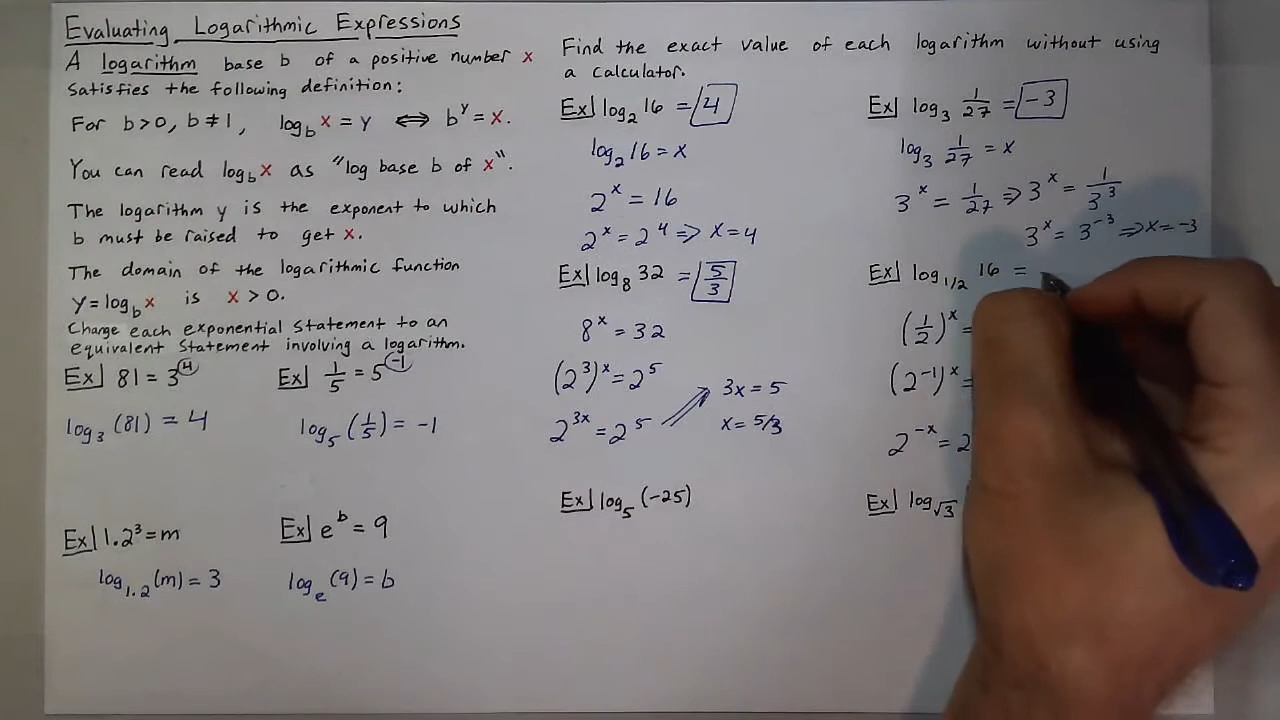 Evaluating Logarithmic Expressions
A logarithm base b of a positive number x
satisfies the following definition:
For b>0, b≠1, log_b x = y ⟺ b^y = x.
You can read log_b x as "log base b of x".
The logarithm y is the exponent to which
b must be raised to get x.
The domain of the logarithmic function
y = log_b x is x > 0.
Change each exponential statement to an
equivalent statement involving a logarithm.
Ex] 81 = 3^4
log_3 (81) = 4
Ex] 1/5 = 5^-1
log_5 (1/5) = -1
Ex] 1.2^3 = m
log_1.2 (m) = 3
Ex] e^b = 9
log_e (9) = b
Find the exact value of each logarithm without using
a calculator.
Ex] log_2 16 = 4
log_2 16 = x
2^x = 16
2^x = 2^4 ⇒ x = 4
Ex] log_8 32 = 5/3
8^x = 32
(2^3)^x = 2^5
2^3x = 2^5
3x = 5
x = 5/3
Ex] log_5 (-25)
Ex] log_3 1/27 = -3
log_3 1/27 = x
3^x = 1/27 ⇒ 3^x = 1/3^3
3^x = 3^-3 ⇒ x = -3
Ex] log_1/2 16 =
(1/2)^x =
(2^-1)^x =
2^-x = 2
Ex] log_√3